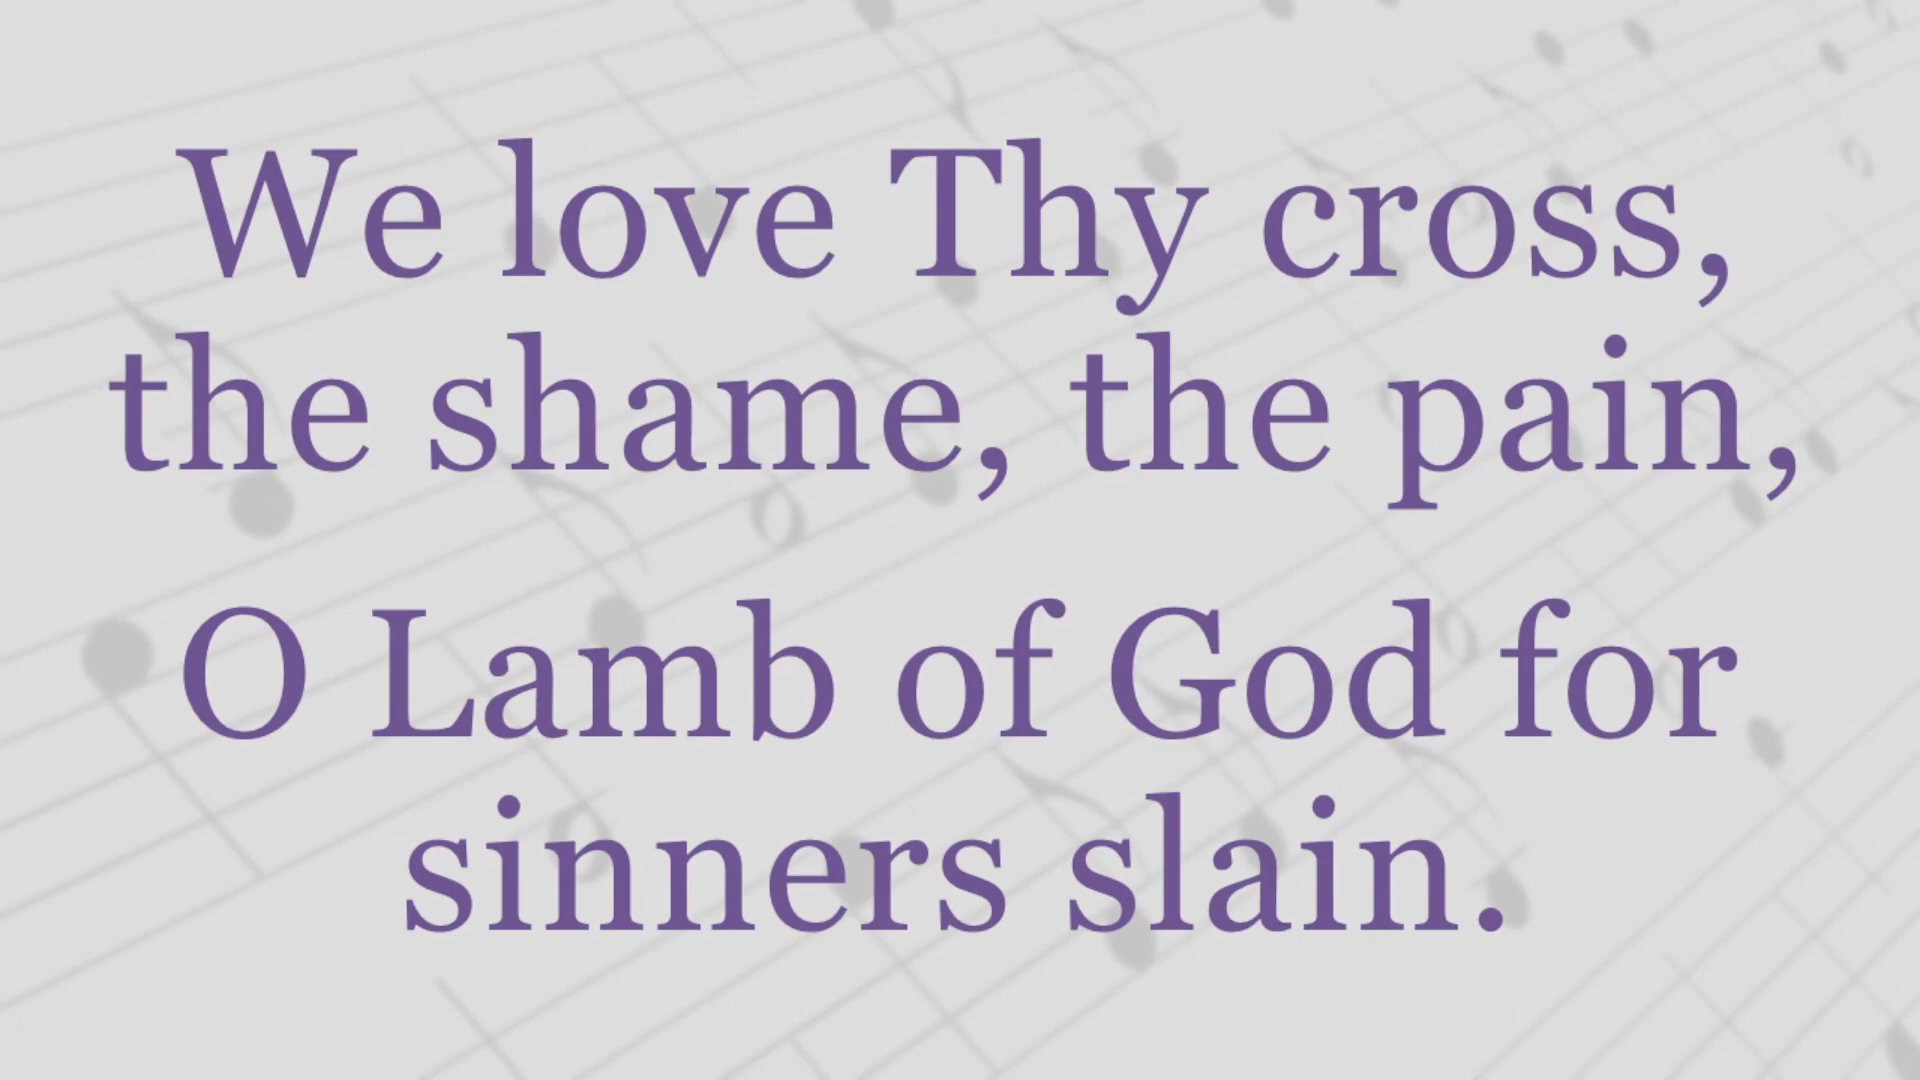 We love Thy cross,
the shame, the pain,
O Lamb of God for
sinners slain.